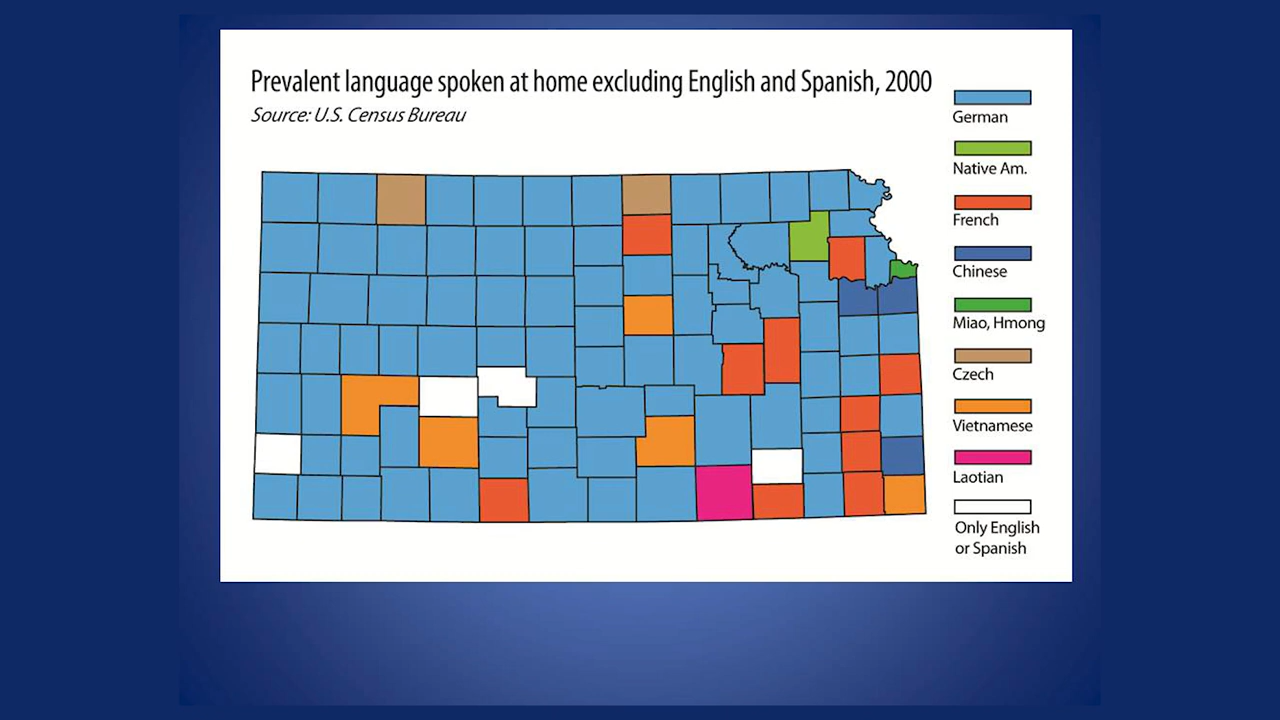 Prevalent language spoken at home excluding English and Spanish, 2000
Source: U.S. Census Bureau
German
Native Am.
French
Chinese
Miao, Hmong
Czech
Vietnamese
Laotian
Only English
or Spanish